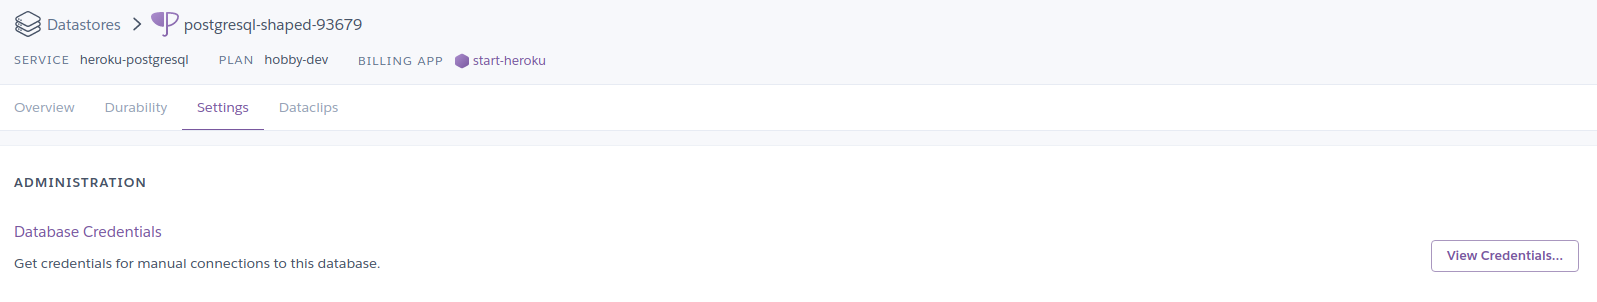 Datastores postgresql-shaped-93679
SERVICE heroku-postgresql PLAN hobby-dev BILLING APP start-heroku
Overview Durability Settings Dataclips
ADMINISTRATION
Database Credentials
Get credentials for manual connections to this database.
View Credentials...